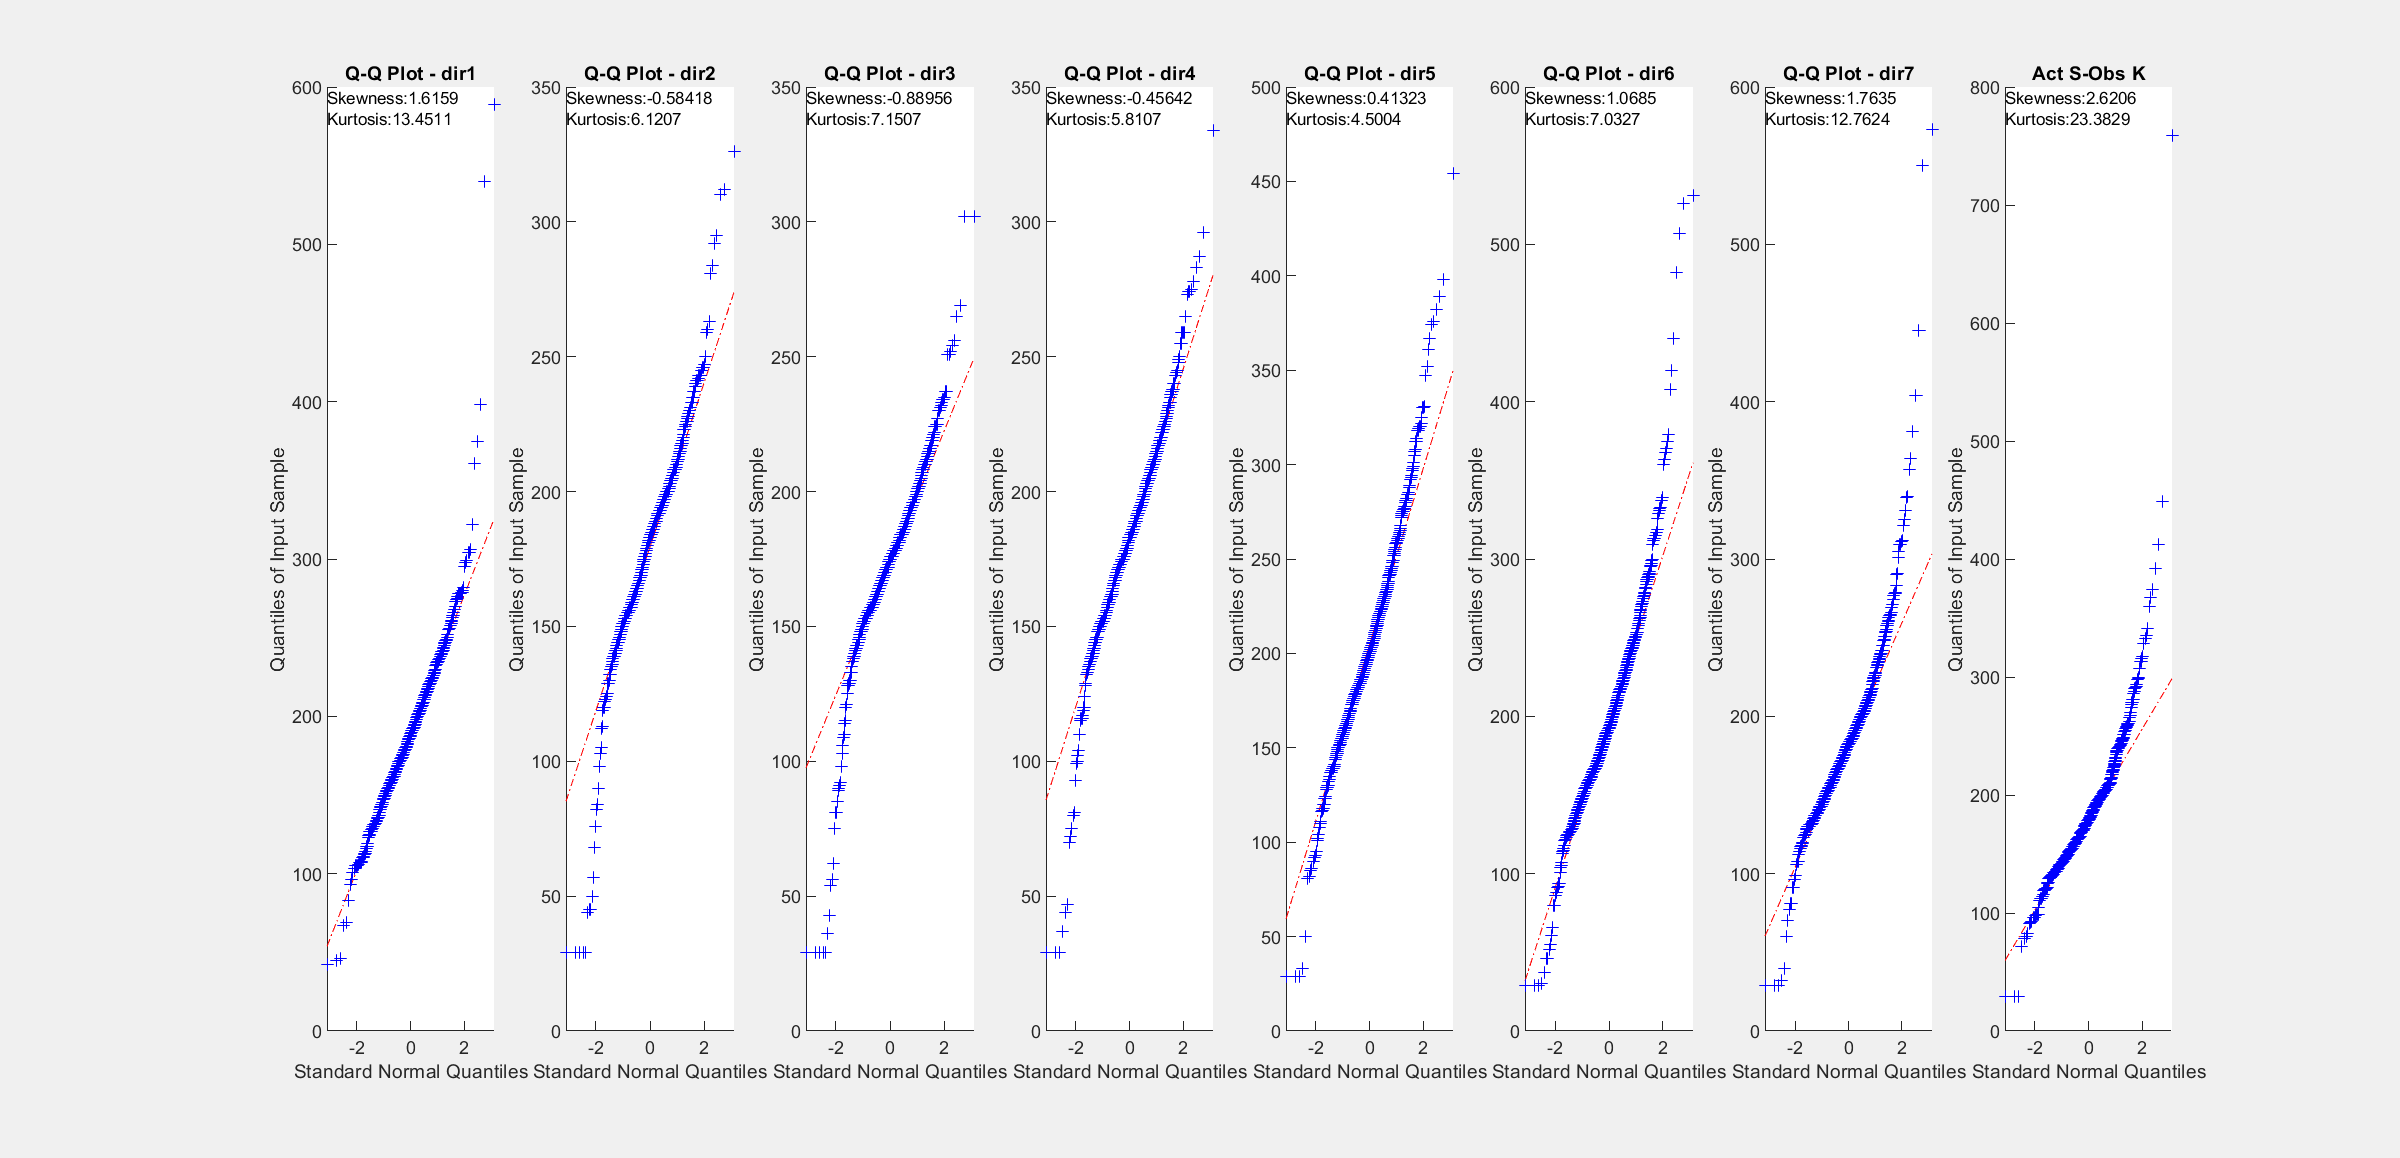 Q-Q Plot - dir1
Skewness:1.6159
Kurtosis:13.4511
600
500
400
300
200
100
0
-2 0 2
Quantiles of Input Sample
Standard Normal Quantiles
Q-Q Plot - dir2
Skewness:-0.58418
Kurtosis:6.1207
350
300
250
200
150
100
50
0
-2 0 2
Quantiles of Input Sample
Standard Normal Quantiles
Q-Q Plot - dir3
Skewness:-0.88956
Kurtosis:7.1507
350
300
250
200
150
100
50
0
-2 0 2
Quantiles of Input Sample
Standard Normal Quantiles
Q-Q Plot - dir4
Skewness:-0.45642
Kurtosis:5.8107
350
300
250
200
150
100
50
0
-2 0 2
Quantiles of Input Sample
Standard Normal Quantiles
Q-Q Plot - dir5
Skewness:0.41323
Kurtosis:4.5004
500
450
400
350
300
250
200
150
100
50
0
-2 0 2
Quantiles of Input Sample
Standard Normal Quantiles
Q-Q Plot - dir6
Skewness:1.0685
Kurtosis:7.0327
600
500
400
300
200
100
0
-2 0 2
Quantiles of Input Sample
Standard Normal Quantiles
Q-Q Plot - dir7
Skewness:1.7635
Kurtosis:12.7624
600
500
400
300
200
100
0
-2 0 2
Quantiles of Input Sample
Standard Normal Quantiles
Act S-Obs K
Skewness:2.6206
Kurtosis:23.3829
800
700
600
500
400
300
200
100
0
-2 0 2
Quantiles of Input Sample
Standard Normal Quantiles